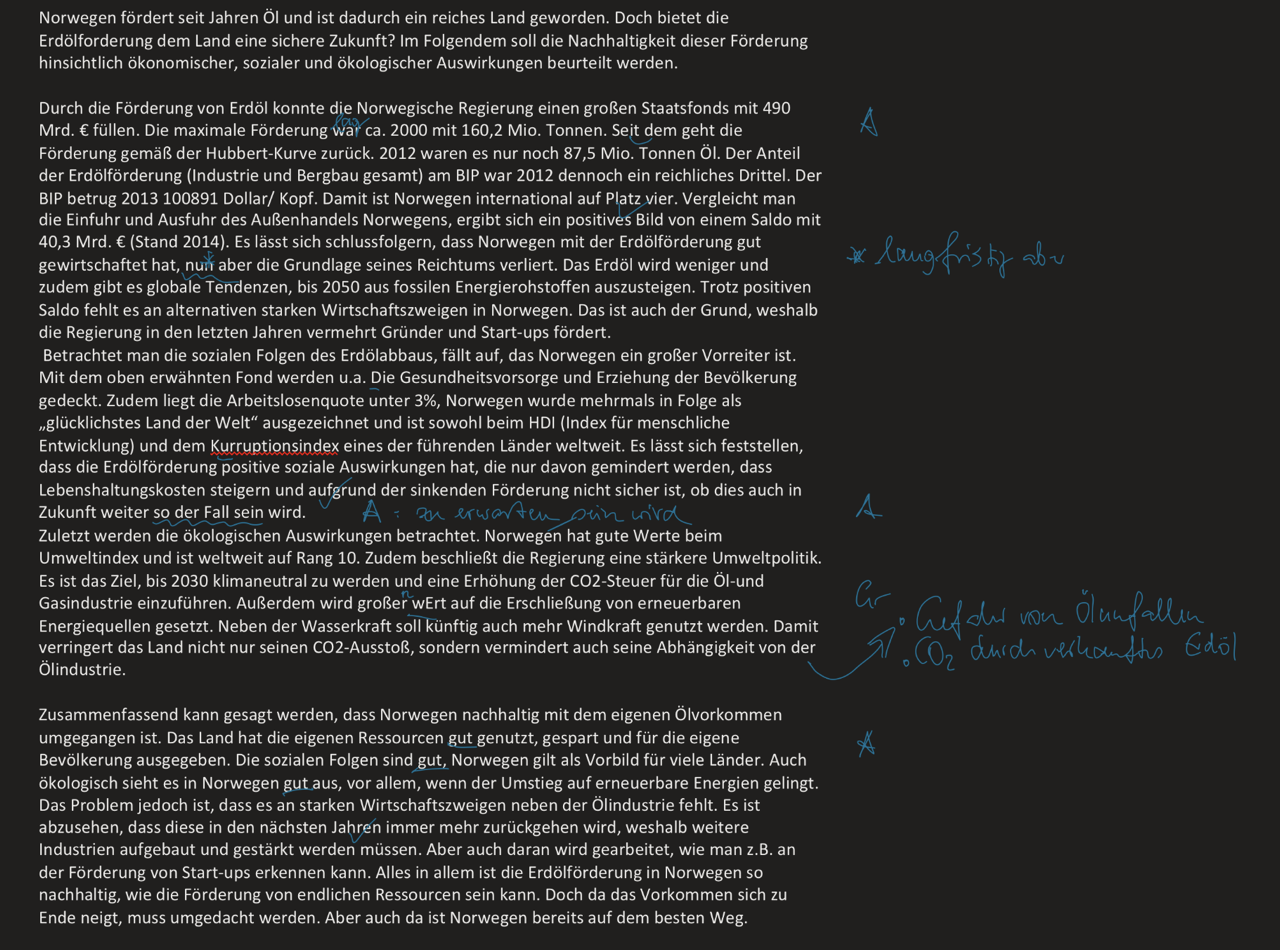 Norwegen fördert seit Jahren Öl und ist dadurch ein reiches Land geworden. Doch bietet die
Erdölforderung dem Land eine sichere Zukunft? Im Folgendem soll die Nachhaltigkeit dieser Förderung
hinsichtlich ökonomischer, sozialer und ökologischer Auswirkungen beurteilt werden.
Durch die Förderung von Erdöl konnte die Norwegische Regierung einen großen Staatsfonds mit 490
lag
Mrd. € füllen. Die maximale Förderung war ca. 2000 mit 160,2 Mio. Tonnen. Seit dem geht die
A
Förderung gemäß der Hubbert-Kurve zurück. 2012 waren es nur noch 87,5 Mio. Tonnen Öl. Der Anteil
der Erdölförderung (Industrie und Bergbau gesamt) am BIP war 2012 dennoch ein reichliches Drittel. Der
BIP betrug 2013 100891 Dollar/ Kopf. Damit ist Norwegen international auf Platz vier. Vergleicht man
die Einfuhr und Ausfuhr des Außenhandels Norwegens, ergibt sich ein positives Bild von einem Saldo mit
40,3 Mrd. € (Stand 2014). Es lässt sich schlussfolgern, dass Norwegen mit der Erdölförderung gut
* langfristig aber
gewirtschaftet hat, nun aber die Grundlage seines Reichtums verliert. Das Erdöl wird weniger und
zudem gibt es globale Tendenzen, bis 2050 aus fossilen Energierohstoffen auszusteigen. Trotz positiven
Saldo fehlt es an alternativen starken Wirtschaftszweigen in Norwegen. Das ist auch der Grund, weshalb
die Regierung in den letzten Jahren vermehrt Gründer und Start-ups fördert.
Betrachtet man die sozialen Folgen des Erdölabbaus, fällt auf, das Norwegen ein großer Vorreiter ist.
Mit dem oben erwähnten Fond werden u.a. Die Gesundheitsvorsorge und Erziehung der Bevölkerung
gedeckt. Zudem liegt die Arbeitslosenquote unter 3%, Norwegen wurde mehrmals in Folge als
„glücklichstes Land der Welt“ ausgezeichnet und ist sowohl beim HDI (Index für menschliche
Entwicklung) und dem Kurruptionsindex eines der führenden Länder weltweit. Es lässt sich feststellen,
dass die Erdölförderung positive soziale Auswirkungen hat, die nur davon gemindert werden, dass
Lebenshaltungskosten steigern und aufgrund der sinkenden Förderung nicht sicher ist, ob dies auch in
Zukunft weiter so der Fall sein wird. A: zu erwarten sein wird
A
Zuletzt werden die ökologischen Auswirkungen betrachtet. Norwegen hat gute Werte beim
Umweltindex und ist weltweit auf Rang 10. Zudem beschließt die Regierung eine stärkere Umweltpolitik.
Es ist das Ziel, bis 2030 klimaneutral zu werden und eine Erhöhung der CO2-Steuer für die Öl-und
n
Gasindustrie einzuführen. Außerdem wird großer wErt auf die Erschließung von erneuerbaren
Gr
Energiequellen gesetzt. Neben der Wasserkraft soll künftig auch mehr Windkraft genutzt werden. Damit
• Gefahr von Ölunfällen
verringert das Land nicht nur seinen CO2-Ausstoß, sondern vermindert auch seine Abhängigkeit von der
• CO2 durch verkauftes Erdöl
Ölindustrie.
Zusammenfassend kann gesagt werden, dass Norwegen nachhaltig mit dem eigenen Ölvorkommen
umgegangen ist. Das Land hat die eigenen Ressourcen gut genutzt, gespart und für die eigene
A
Bevölkerung ausgegeben. Die sozialen Folgen sind gut, Norwegen gilt als Vorbild für viele Länder. Auch
ökologisch sieht es in Norwegen gut aus, vor allem, wenn der Umstieg auf erneuerbare Energien gelingt.
Das Problem jedoch ist, dass es an starken Wirtschaftszweigen neben der Ölindustrie fehlt. Es ist
abzusehen, dass diese in den nächsten Jahren immer mehr zurückgehen wird, weshalb weitere
Industrien aufgebaut und gestärkt werden müssen. Aber auch daran wird gearbeitet, wie man z.B. an
der Förderung von Start-ups erkennen kann. Alles in allem ist die Erdölförderung in Norwegen so
nachhaltig, wie die Förderung von endlichen Ressourcen sein kann. Doch da das Vorkommen sich zu
Ende neigt, muss umgedacht werden. Aber auch da ist Norwegen bereits auf dem besten Weg.